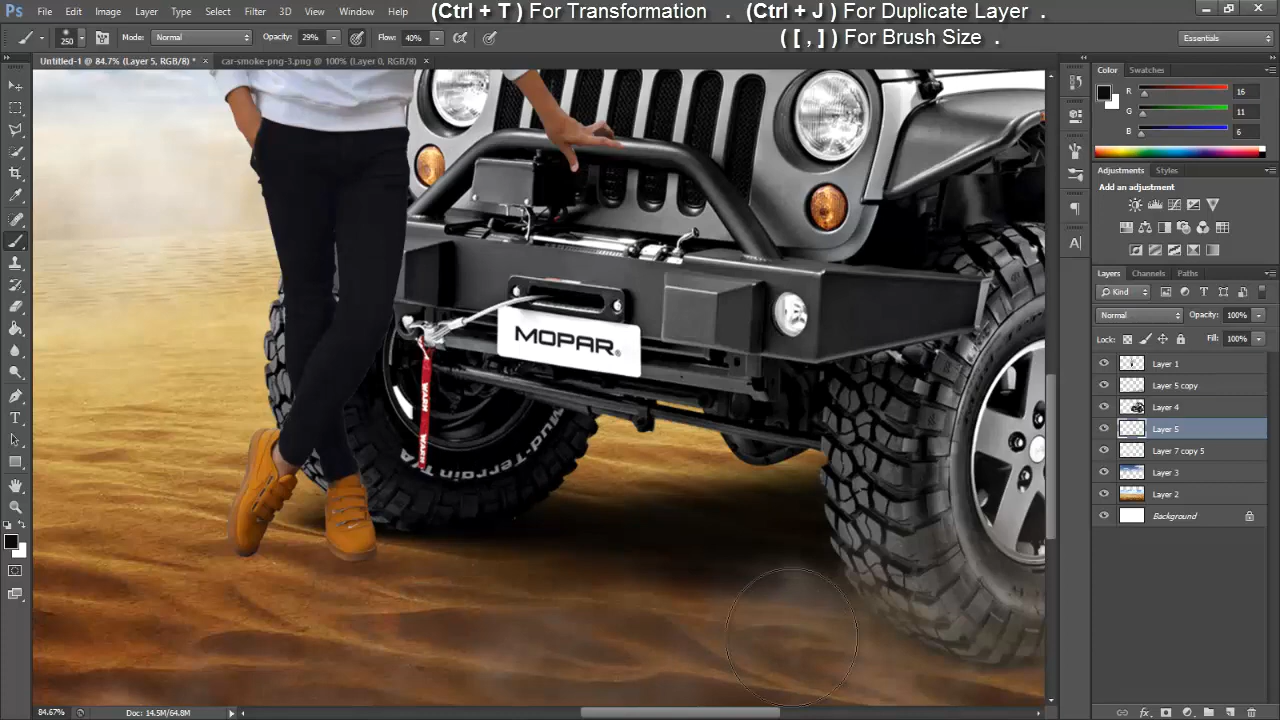 (Ctrl + T ) For Transformation . (Ctrl + J ) For Duplicate Layer .
( [ , ] ) For Brush Size .
Ps File Edit Image Layer Type Select Filter 3D View Window Help
250 Mode: Normal Opacity: 29% Flow: 40% Essentials
Untitled-1 @ 84.7% (Layer 5, RGB/8) * × car-smoke-png-3.png @ 100% (Layer 0, RGB/8) ×
Color Swatches
R 16
G 11
B 6
Adjustments Styles
Add an adjustment
Layers Channels Paths
Kind
Normal Opacity: 100%
Lock: Fill: 100%
Layer 1
Layer 5 copy
Layer 4
Layer 5
Layer 7 copy 5
Layer 3
Layer 2
Background
MOPAR®
WARN
WARN
Mud-Terrain T/A
84.67% Doc: 14.5M/64.8M